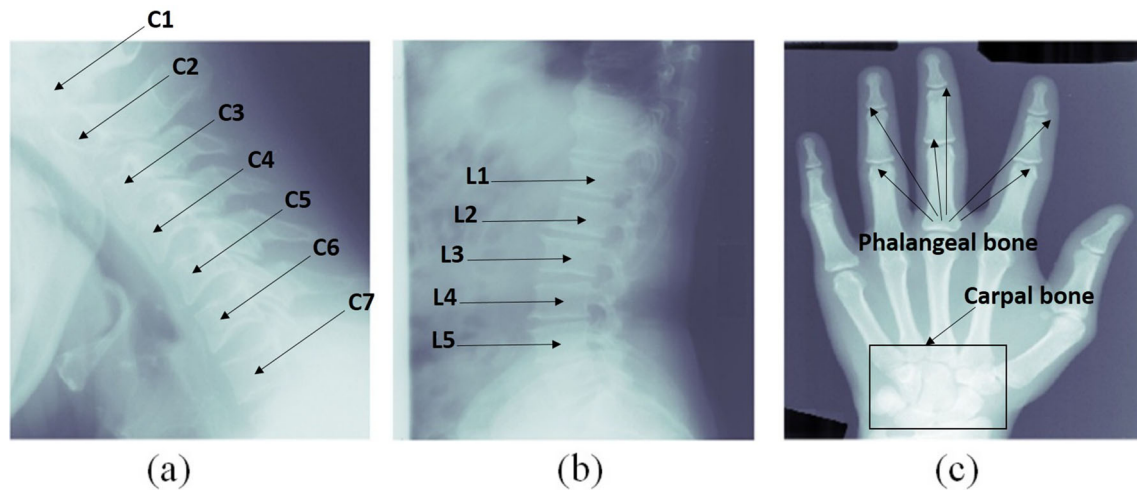 C1
C2
C3
C4
C5
C6
C7
(a)
L1
L2
L3
L4
L5
(b)
Phalangeal bone
Carpal bone
(c)